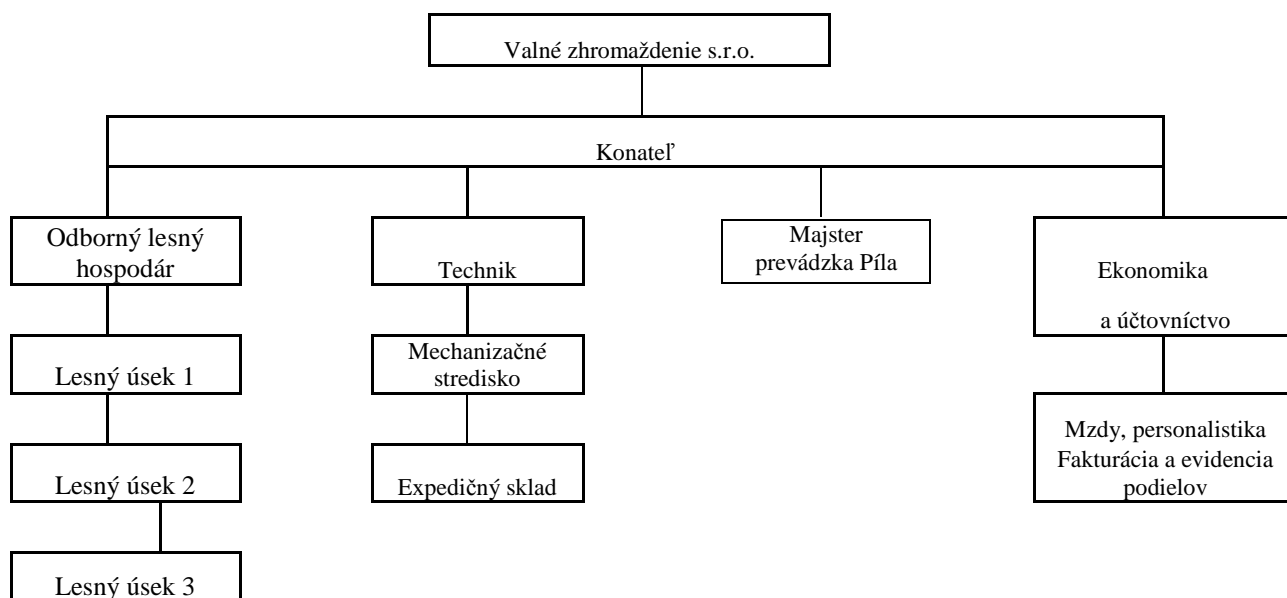 Valné zhromaždenie s.r.o.
Konateľ
Odborný lesný
hospodár
Technik
Majster
prevádzka Píla
Ekonomika
a účtovníctvo
Lesný úsek 1
Mechanizačné
stredisko
Mzdy, personalistika
Fakturácia a evidencia
podielov
Lesný úsek 2
Expedičný sklad
Lesný úsek 3